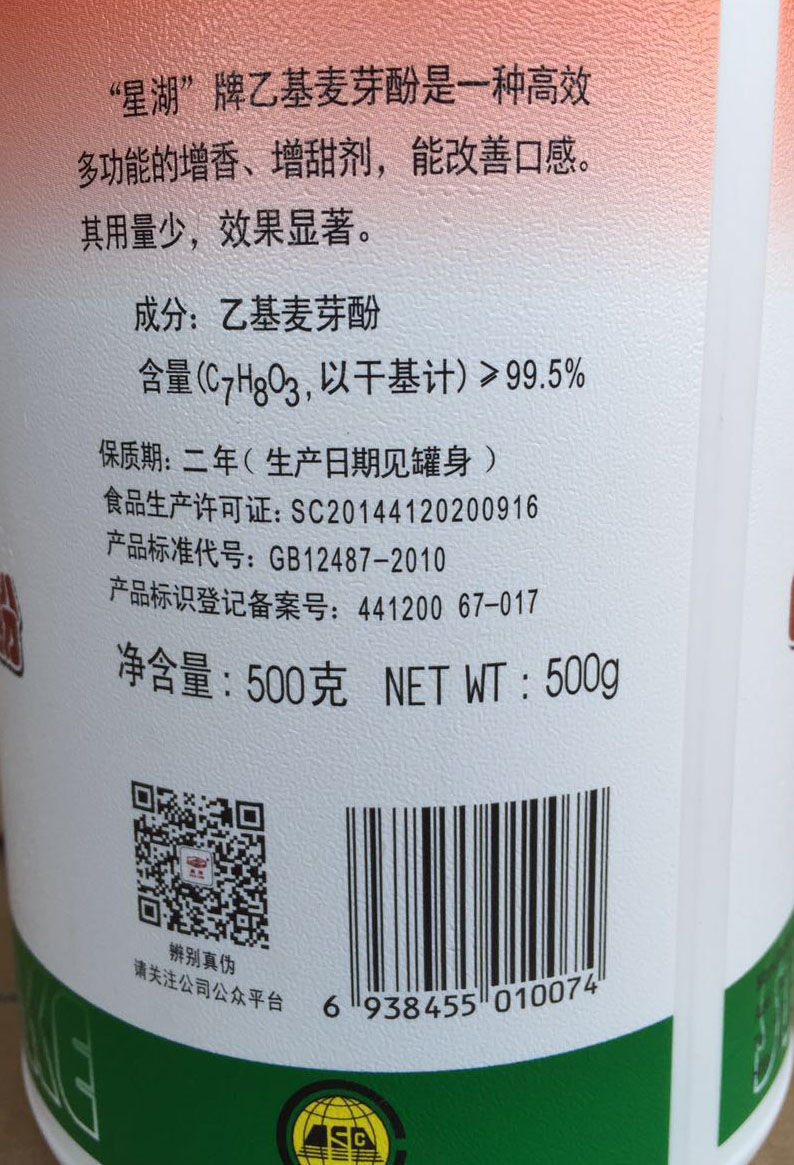 “星湖”牌乙基麦芽酚是一种高效
多功能的增香、增甜剂，能改善口感。
其用量少，效果显著。
成分：乙基麦芽酚
含量(C7H8O3,以干基计)≥99.5%
保质期：二年（生产日期见罐身）
食品生产许可证：SC20144120200916
产品标准代号：GB12487-2010
产品标识登记备案号：441200 67-017
净含量：500克 NET WT：500g
辨别真伪
请关注公司公众平台
6 938455 010074